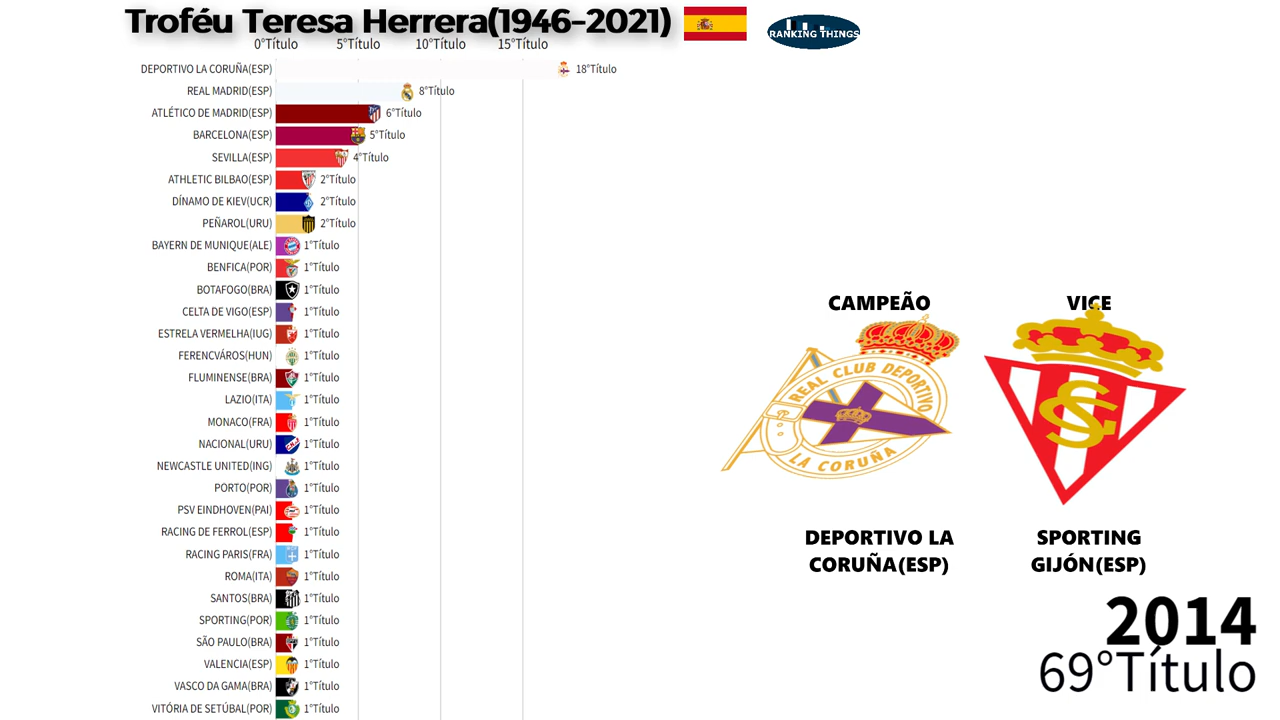 Troféu Teresa Herrera(1946–2021)
RANKING THINGS
0°Título 5°Título 10°Título 15°Título
DEPORTIVO LA CORUÑA(ESP) 18°Título
REAL MADRID(ESP) 8°Título
ATLÉTICO DE MADRID(ESP) 6°Título
BARCELONA(ESP) 5°Título
SEVILLA(ESP) 4°Título
ATHLETIC BILBAO(ESP) 2°Título
DÍNAMO DE KIEV(UCR) 2°Título
PEÑAROL(URU) 2°Título
BAYERN DE MUNIQUE(ALE) 1°Título
BENFICA(POR) 1°Título
BOTAFOGO(BRA) 1°Título
CELTA DE VIGO(ESP) 1°Título
ESTRELA VERMELHA(IUG) 1°Título
FERENCVÁROS(HUN) 1°Título
FLUMINENSE(BRA) 1°Título
LAZIO(ITA) 1°Título
MONACO(FRA) 1°Título
NACIONAL(URU) 1°Título
NEWCASTLE UNITED(ING) 1°Título
PORTO(POR) 1°Título
PSV EINDHOVEN(PAI) 1°Título
RACING DE FERROL(ESP) 1°Título
RACING PARIS(FRA) 1°Título
ROMA(ITA) 1°Título
SANTOS(BRA) 1°Título
SPORTING(POR) 1°Título
SÃO PAULO(BRA) 1°Título
VALENCIA(ESP) 1°Título
VASCO DA GAMA(BRA) 1°Título
VITÓRIA DE SETÚBAL(POR) 1°Título
CAMPEÃO
REAL CLUB DEPORTIVO
LA CORUÑA
DEPORTIVO LA
CORUÑA(ESP)
VICE
SG
SPORTING
GIJÓN(ESP)
2014
69°Título